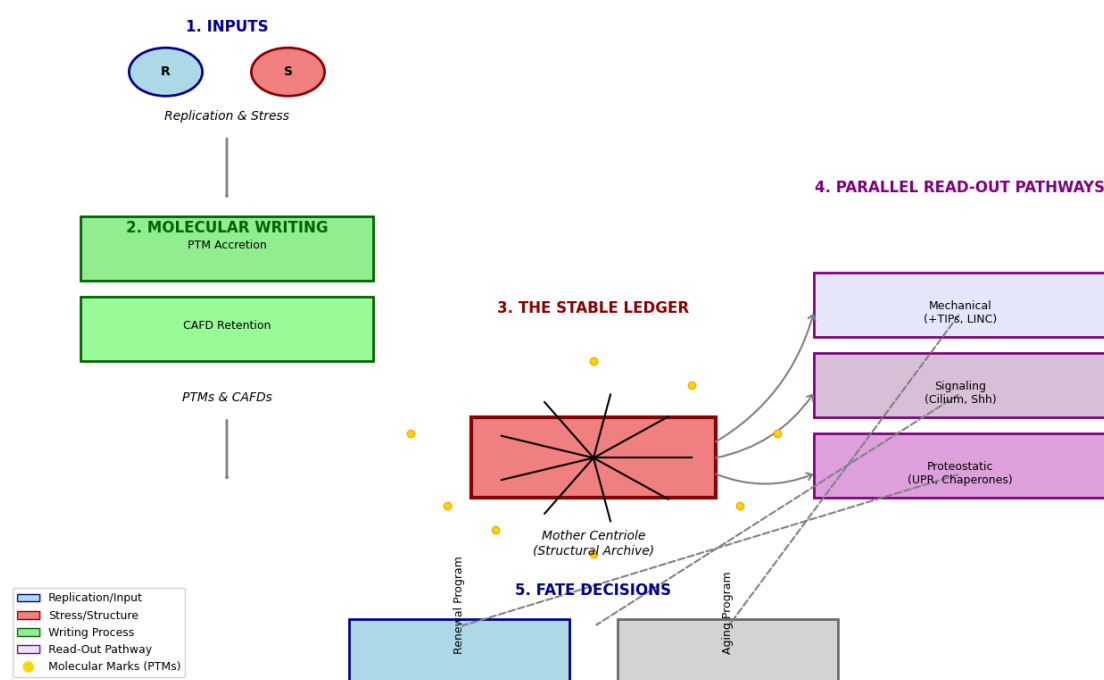 1. INPUTS
R
S
Replication & Stress
2. MOLECULAR WRITING
PTM Accretion
CAFD Retention
PTMs & CAFDs
3. THE STABLE LEDGER
Mother Centriole
(Structural Archive)
4. PARALLEL READ-OUT PATHWAYS
Mechanical
(+TIPs, LINC)
Signaling
(Cilium, Shh)
Proteostatic
(UPR, Chaperones)
5. FATE DECISIONS
Renewal Program
Aging Program
Replication/Input
Stress/Structure
Writing Process
Read-Out Pathway
Molecular Marks (PTMs)